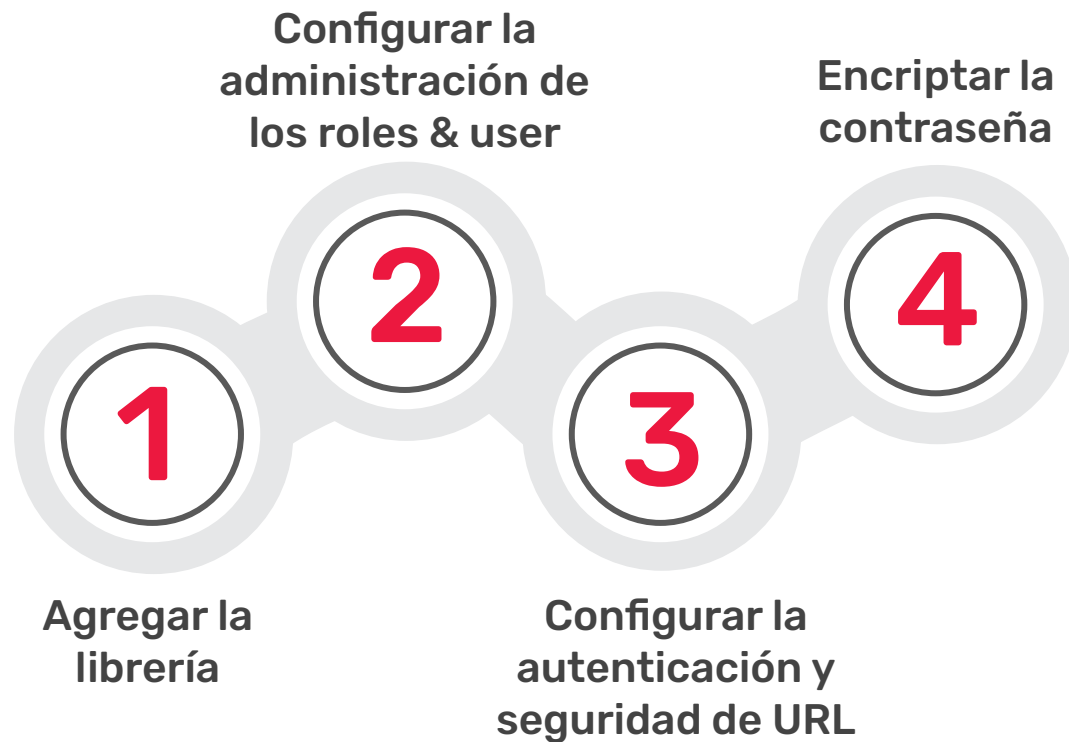 1
Agregar la
librería
2
Configurar la
administración de
los roles & user
3
Configurar la
autenticación y
seguridad de URL
4
Encriptar la
contraseña